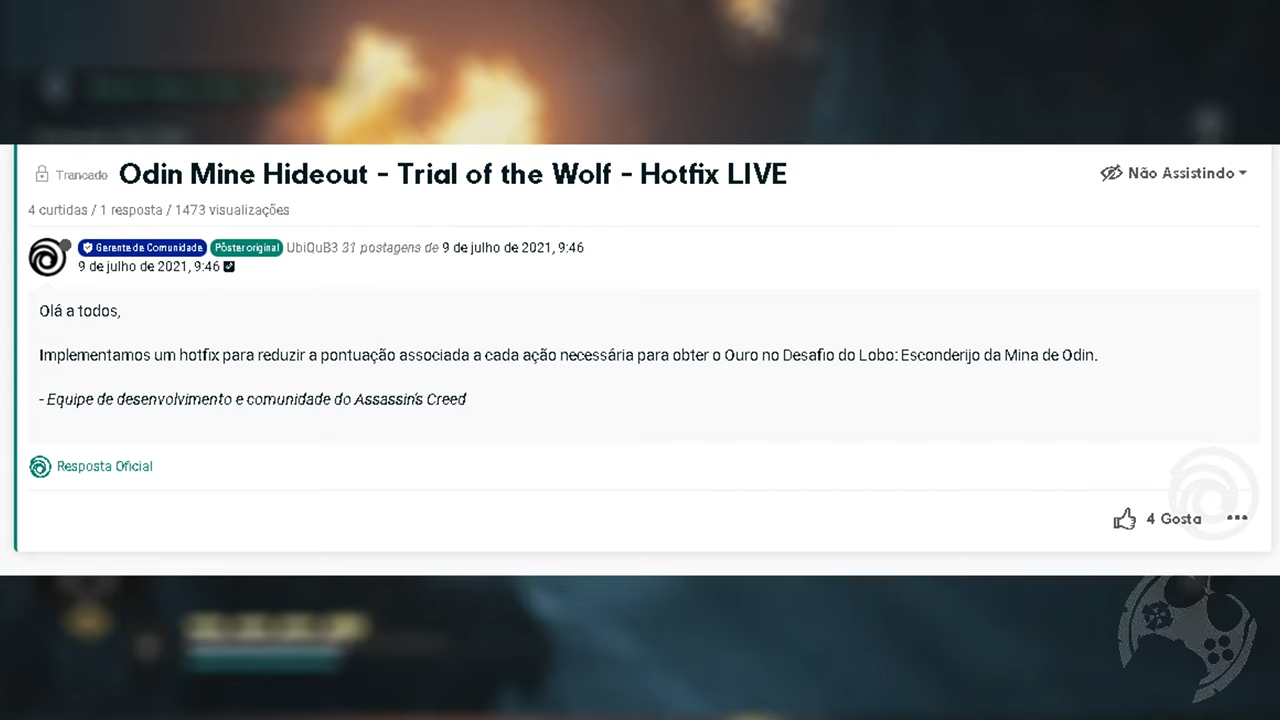 Trancado Odin Mine Hideout - Trial of the Wolf - Hotfix LIVE Não Assistindo
4 curtidas / 1 resposta / 1473 visualizações
Gerente de Comunidade Pôster original UbiQuB3 31 postagens de 9 de julho de 2021, 9:46
9 de julho de 2021, 9:46
Olá a todos,
Implementamos um hotfix para reduzir a pontuação associada a cada ação necessária para obter o Ouro no Desafio do Lobo: Esconderijo da Mina de Odin.
- Equipe de desenvolvimento e comunidade do Assassin's Creed
Resposta Oficial
4 Gosta